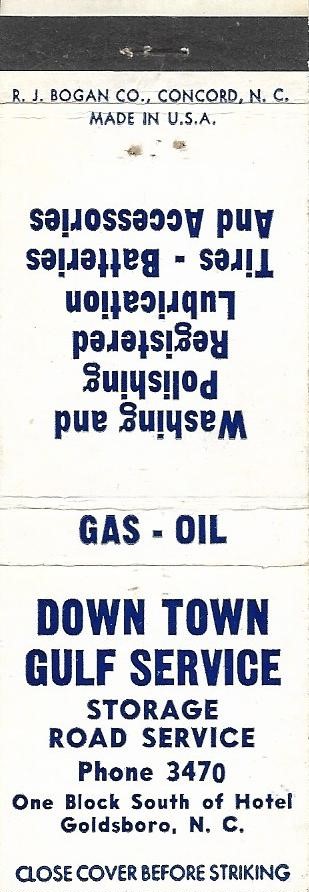 R. J. BOGAN CO., CONCORD, N. C.
MADE IN U.S.A.
Washing and
Polishing
Registered
Lubrication
Tires - Batteries
And Accessories
GAS - OIL
DOWN TOWN
GULF SERVICE
STORAGE
ROAD SERVICE
Phone 3470
One Block South of Hotel
Goldsboro, N. C.
CLOSE COVER BEFORE STRIKING